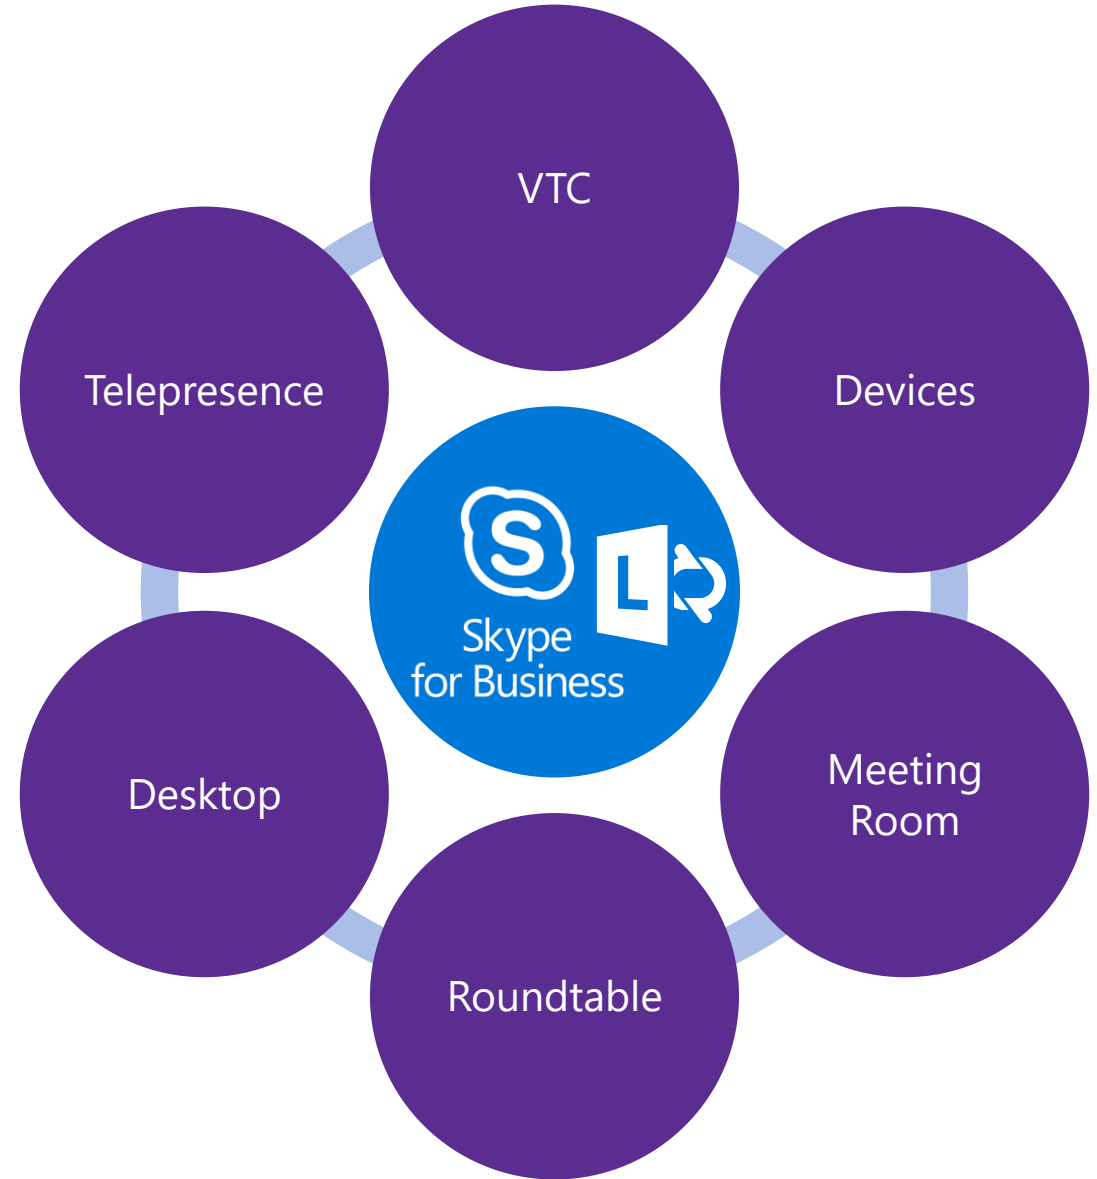 VTC
Telepresence
Devices
S
L
Skype
for Business
Desktop
Meeting
Room
Roundtable